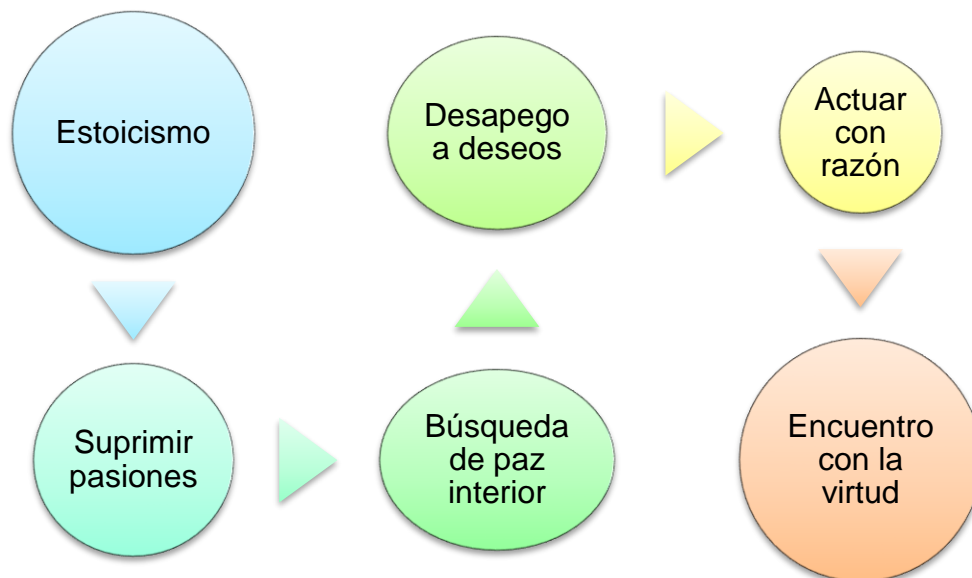 Estoicismo
Suprimir
pasiones
Búsqueda
de paz
interior
Desapego
a deseos
Actuar
con
razón
Encuentro
con la
virtud